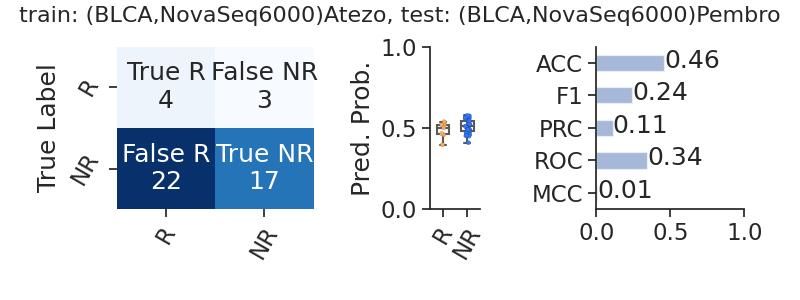 train: (BLCA,NovaSeq6000)Atezo, test: (BLCA,NovaSeq6000)Pembro
True Label
R
NR
True R
4
False NR
3
False R
22
True NR
17
R
NR
Pred. Prob.
1.0
0.5
0.0
R
NR
ACC
F1
PRC
ROC
MCC
0.46
0.24
0.11
0.34
0.01
0.0
0.5
1.0